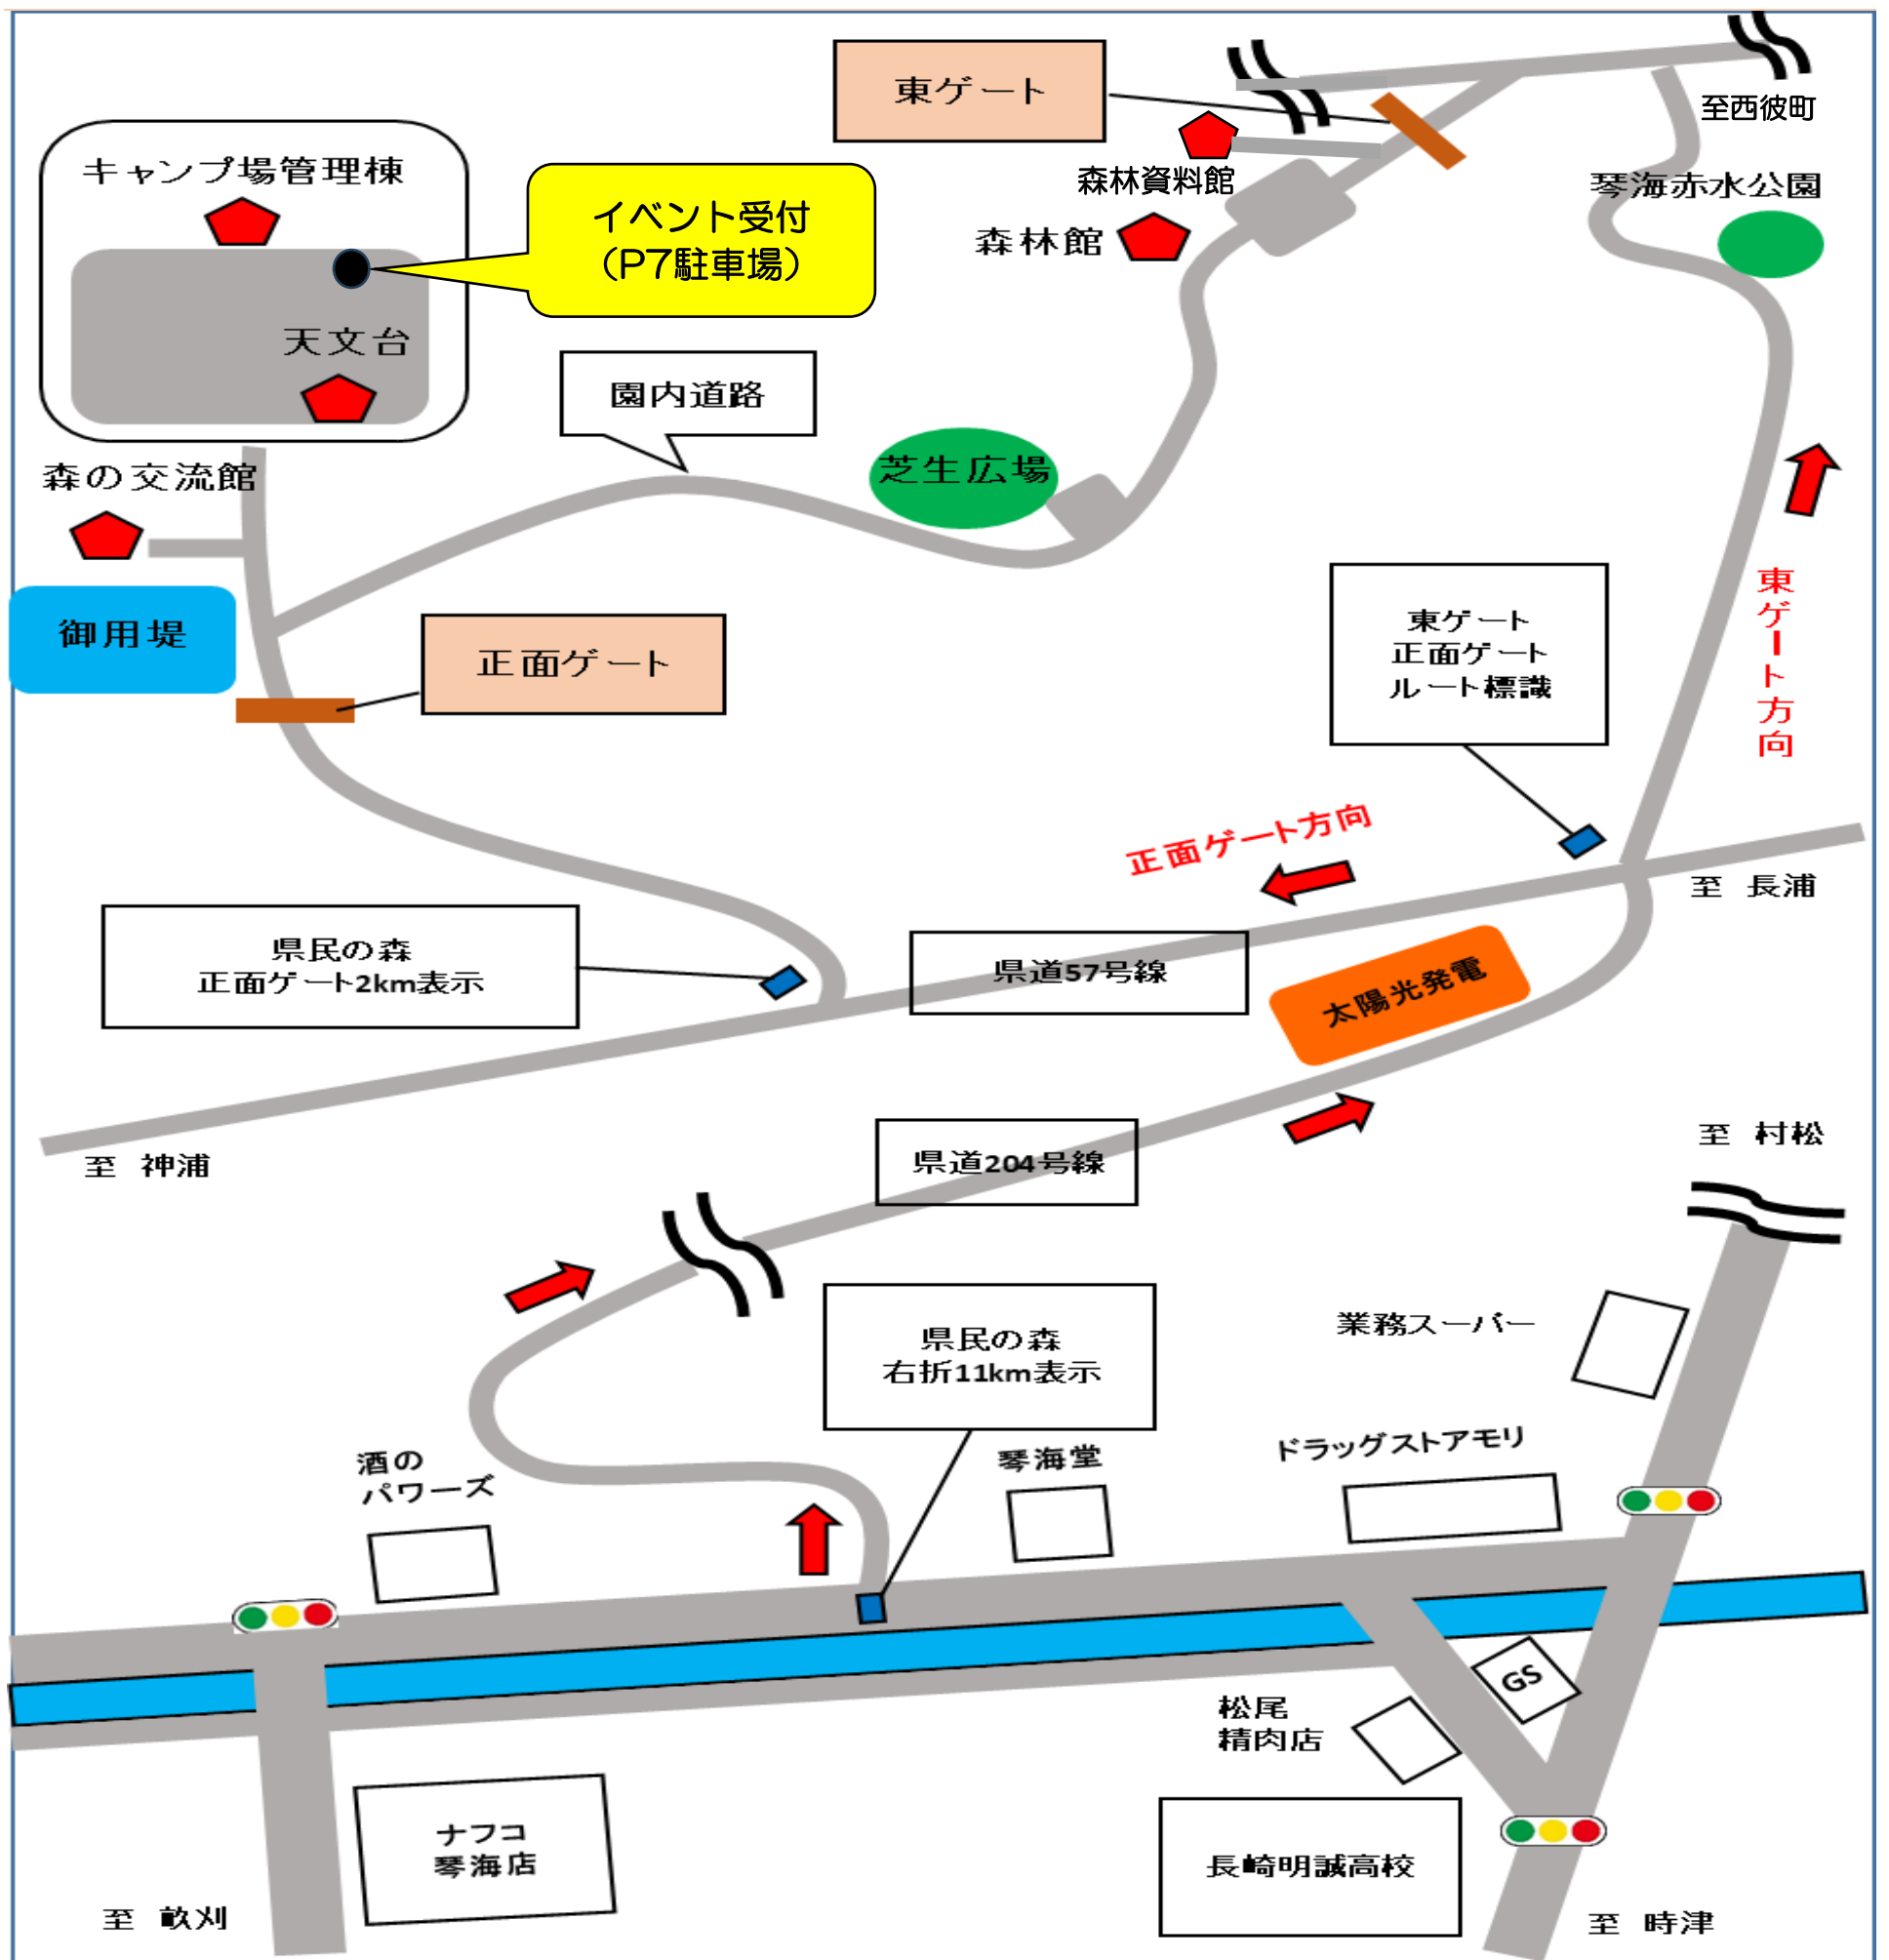 東ゲート
至西彼町
キャンプ場管理棟
イベント受付
（P7駐車場）
森林資料館
琴海赤水公園
森林館
天文台
園内道路
芝生広場
森の交流館
御用堤
正面ゲート
東ゲート
正面ゲート
ルート標識
東ゲート方向
正面ゲート方向
至 長浦
県民の森
正面ゲート2km表示
県道57号線
太陽光発電
至 神浦
県道204号線
至 村松
県民の森
右折11km表示
業務スーパー
酒の
パワーズ
琴海堂
ドラッグストアモリ
GS
松尾
精肉店
ナフコ
琴海店
長崎明誠高校
至 畝刈
至 時津